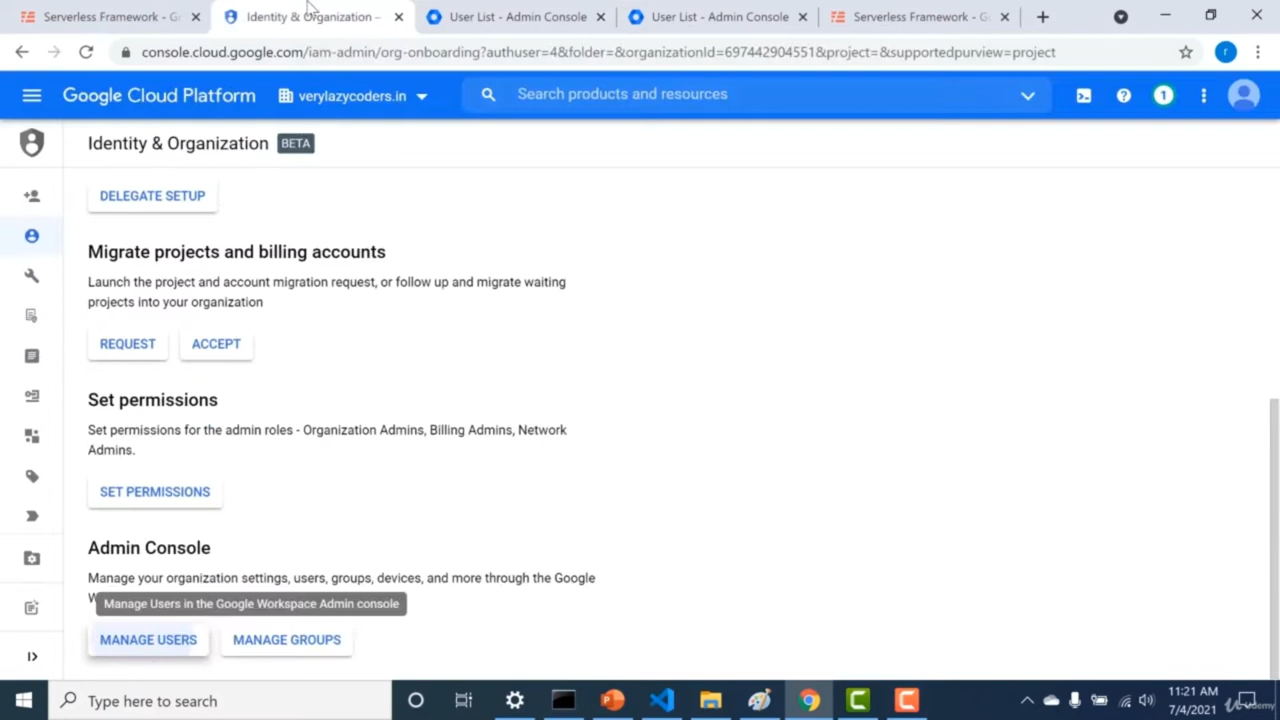 Serverless Framework - G
Identity & Organization -
User List - Admin Console
User List - Admin Console
Serverless Framework - G
console.cloud.google.com/iam-admin/org-onboarding?authuser=4&folder=&organizationId=697442904551&project=&supportedpurview=project
r
Google Cloud Platform
verylazycoders.in
Search products and resources
1
Identity & Organization BETA
DELEGATE SETUP
Migrate projects and billing accounts
Launch the project and account migration request, or follow up and migrate waiting
projects into your organization
REQUEST ACCEPT
Set permissions
Set permissions for the admin roles - Organization Admins, Billing Admins, Network
Admins.
SET PERMISSIONS
Admin Console
Manage your organization settings, users, groups, devices, and more through the Google
Manage Users in the Google Workspace Admin console
MANAGE USERS MANAGE GROUPS
Type here to search
11:21 AM
7/4/2021
Udemy